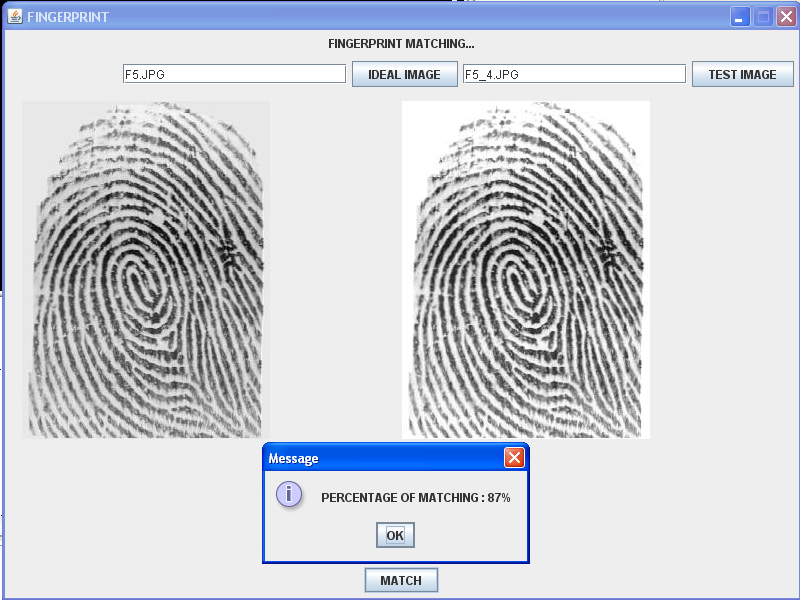 FINGERPRINT
FINGERPRINT MATCHING...
F5.JPG IDEAL IMAGE F5_4.JPG TEST IMAGE
Message
i PERCENTAGE OF MATCHING : 87%
OK
MATCH